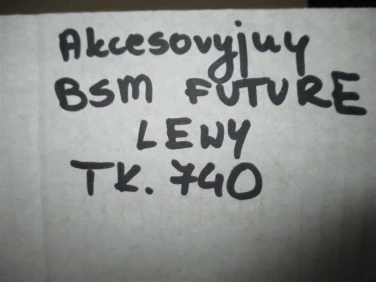 Akcesoryjny
BSM FUTURE
LEWY
TK. 740